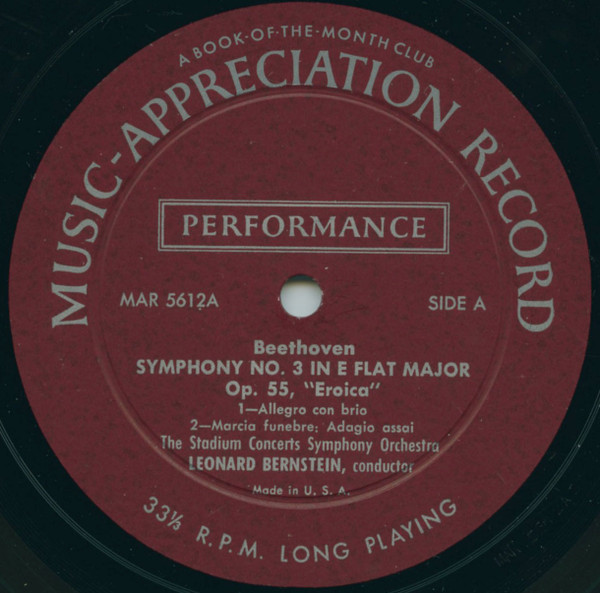 A BOOK-OF-THE-MONTH CLUB
MUSIC-APPRECIATION RECORD
PERFORMANCE
MAR 5612A
SIDE A
Beethoven
SYMPHONY NO. 3 IN E FLAT MAJOR
Op. 55, "Eroica"
1—Allegro con brio
2—Marcia funebre: Adagio assai
The Stadium Concerts Symphony Orchestra
LEONARD BERNSTEIN, conductor
Made in U. S. A.
33⅓ R.P.M. LONG PLAYING